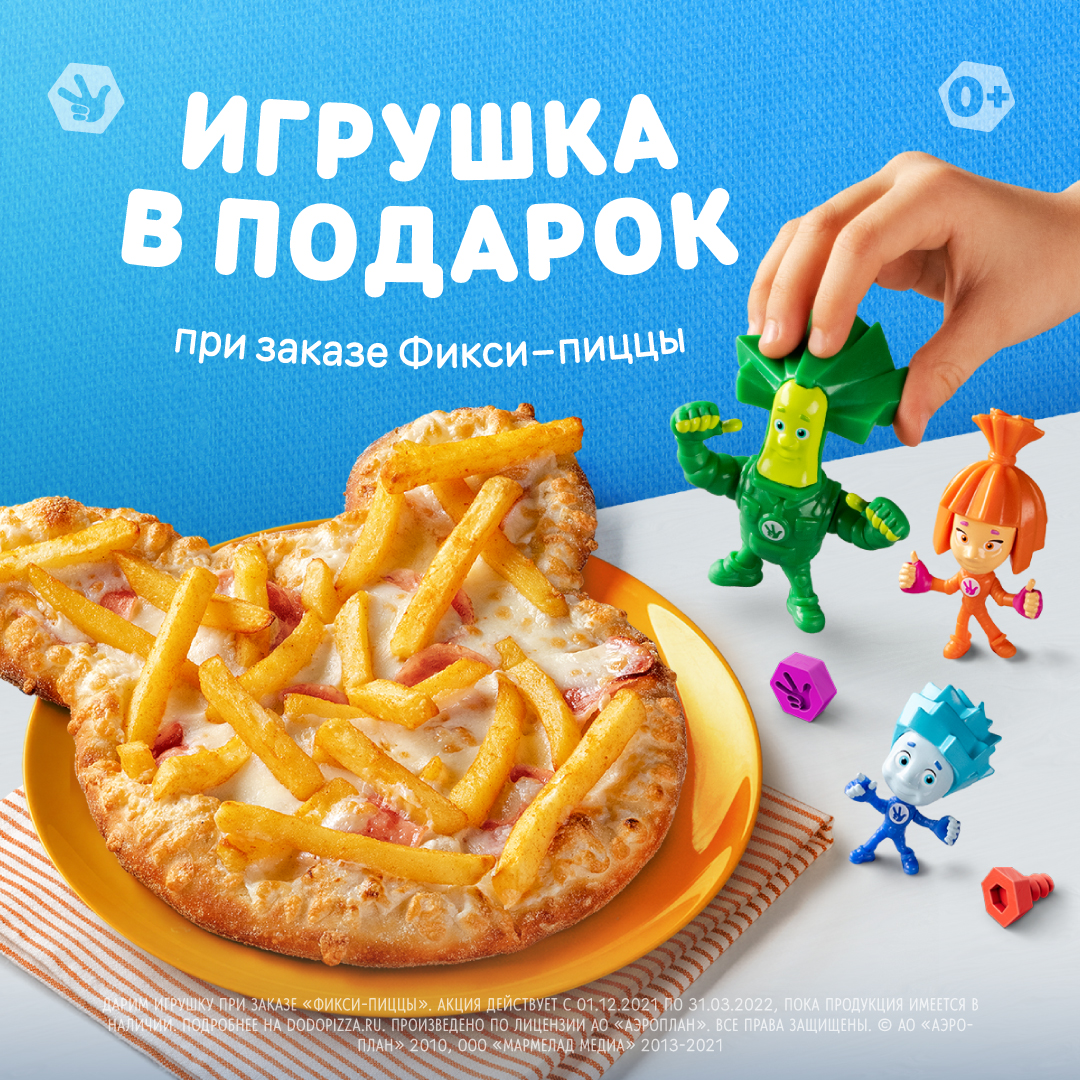 0+
ИГРУШКА
В ПОДАРОК
при заказе Фикси-пиццы
ДАРИМ ИГРУШКУ ПРИ ЗАКАЗЕ «ФИКСИ-ПИЦЦЫ». АКЦИЯ ДЕЙСТВУЕТ С 01.12.2021 ПО 31.03.2022, ПОКА ПРОДУКЦИЯ ИМЕЕТСЯ В
НАЛИЧИИ. ПОДРОБНЕЕ НА DODOPIZZA.RU. ПРОИЗВЕДЕНО ПО ЛИЦЕНЗИИ АО «АЭРОПЛАН». ВСЕ ПРАВА ЗАЩИЩЕНЫ. © АО «АЭРО-
ПЛАН» 2010, ООО «МАРМЕЛАД МЕДИА» 2013-2021